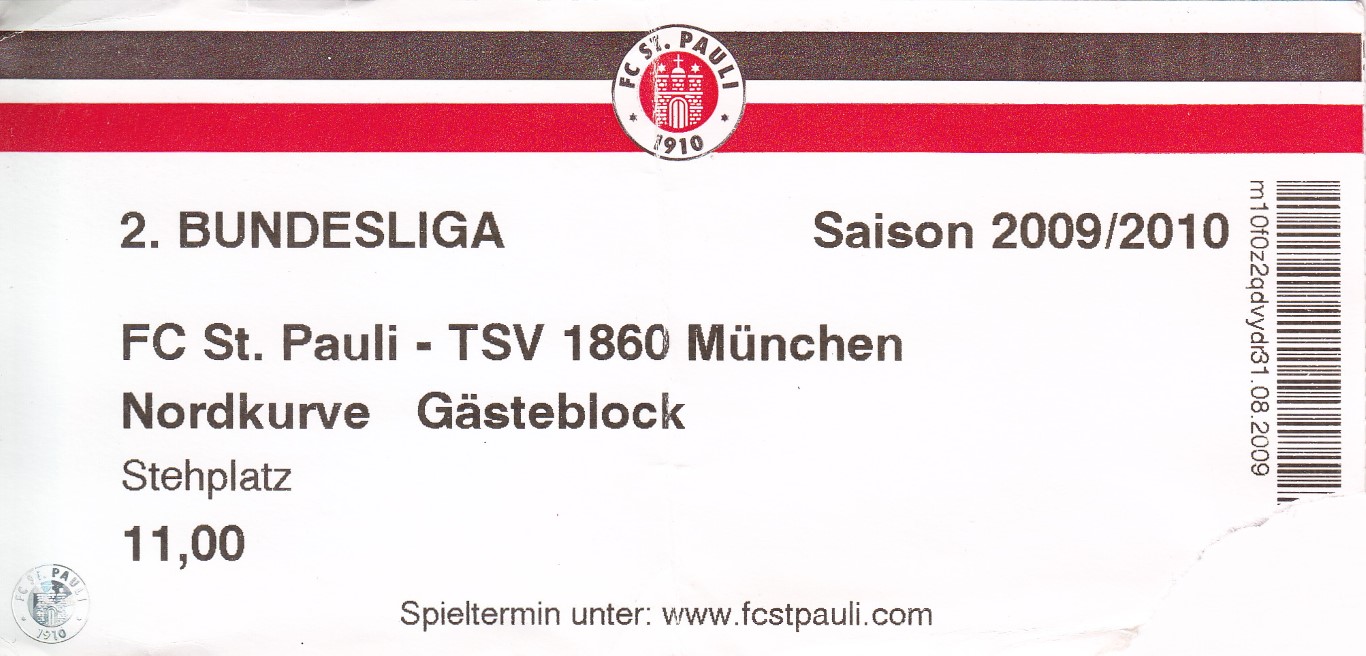 FC ST. PAULI
1910
2. BUNDESLIGA
Saison 2009/2010
FC St. Pauli - TSV 1860 München
Nordkurve Gästeblock
Stehplatz
11,00
Spieltermin unter: www.fcstpauli.com
m10f0z2qdvydr31.08.2009
FC ST. PAULI
1910